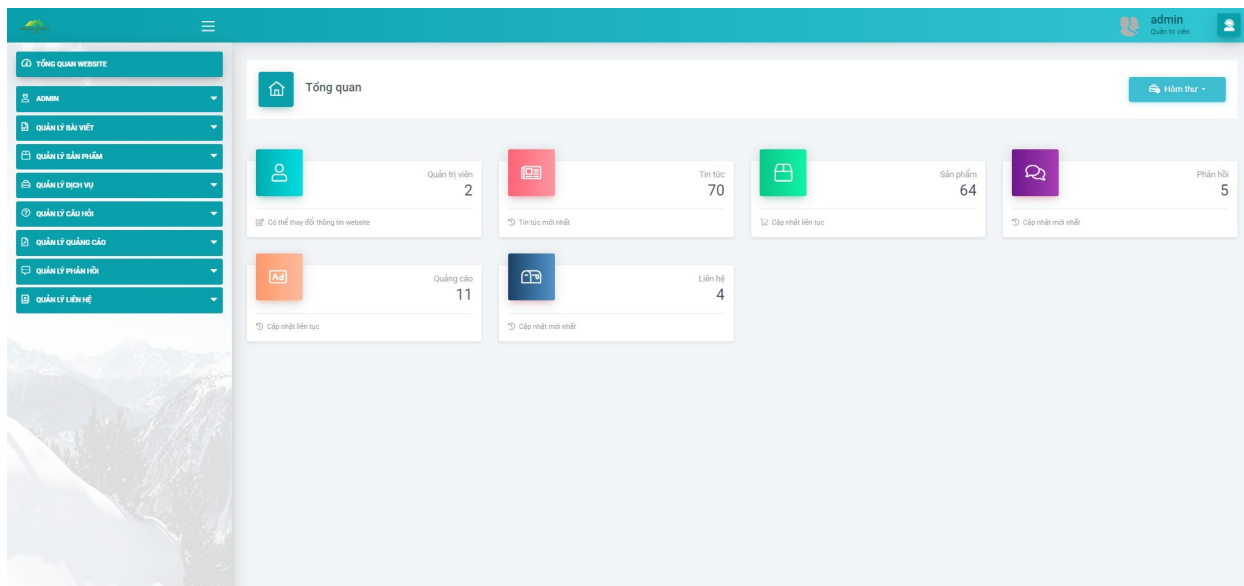 admin
Quản trị viên
TỔNG QUAN WEBSITE
ADMIN
QUẢN LÝ BÀI VIẾT
QUẢN LÝ SẢN PHẨM
QUẢN LÝ DỊCH VỤ
QUẢN LÝ CÂU HỎI
QUẢN LÝ QUẢNG CÁO
QUẢN LÝ PHẢN HỒI
QUẢN LÝ LIÊN HỆ
Tổng quan
Hòm thư
Quản trị viên
2
Có thể thay đổi thông tin website
Tin tức
70
Tin tức mới nhất
Sản phẩm
64
Cập nhật liên tục
Phản hồi
5
Cập nhật mới nhất
Ad
Quảng cáo
11
Cập nhật liên tục
Liên hệ
4
Cập nhật mới nhất